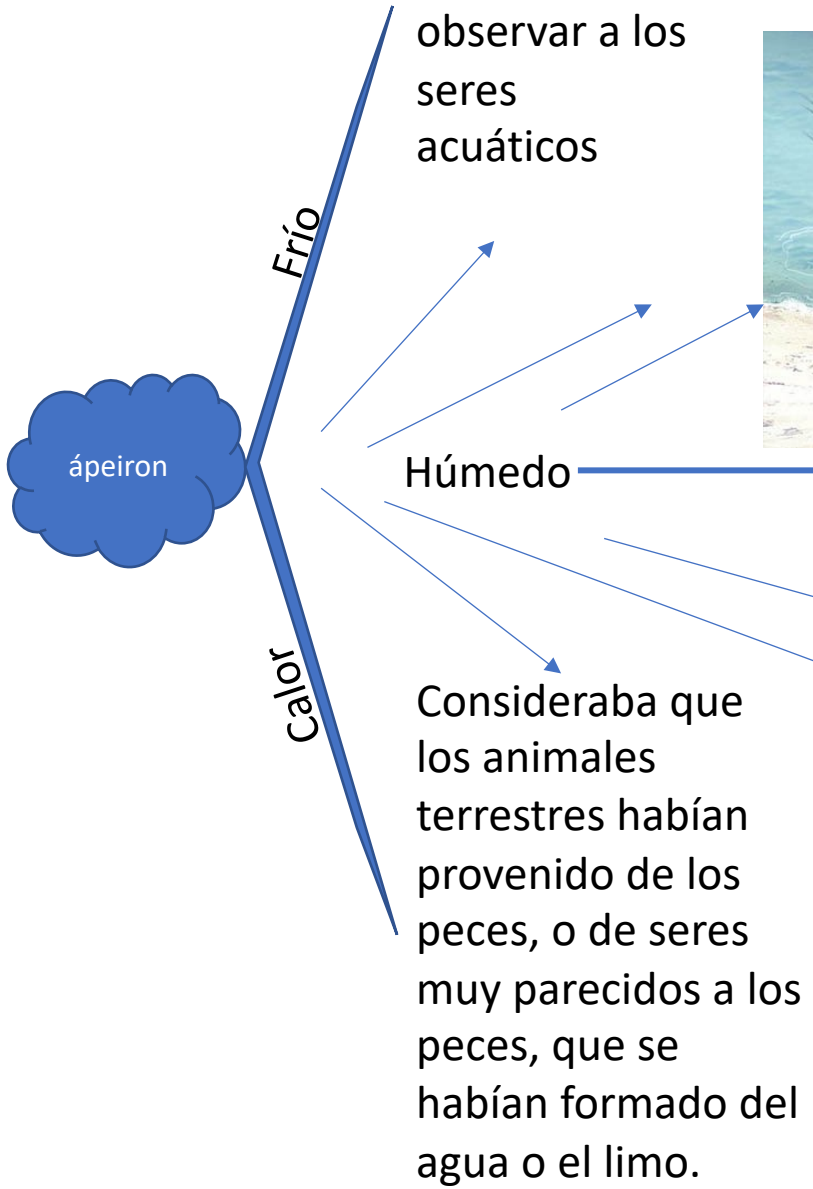 observar a los
seres
acuáticos
Frío
ápeiron
Húmedo
Calor
Consideraba que
los animales
terrestres habían
provenido de los
peces, o de seres
muy parecidos a los
peces, que se
habían formado del
agua o el limo.